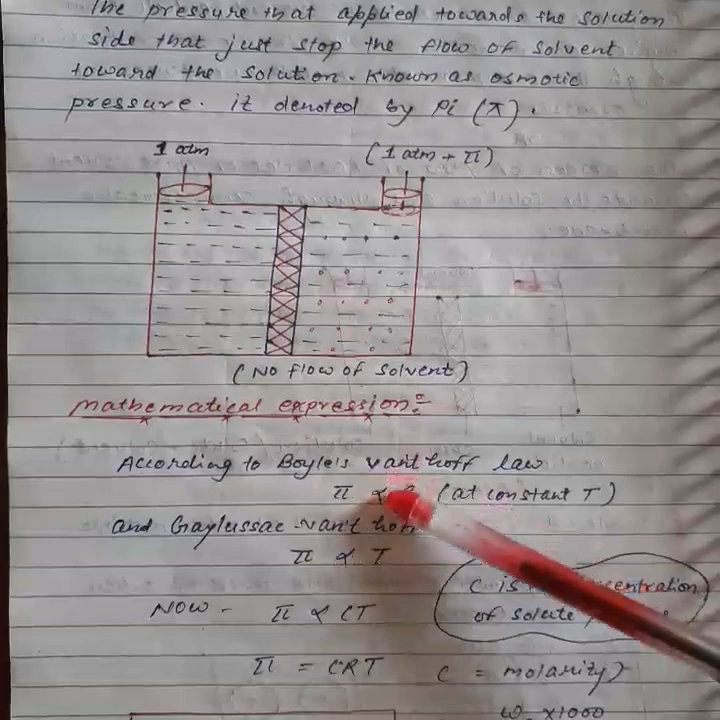 The pressure that applied towards the solution
side that just stop the flow of solvent
toward the solution. Known as osmotic
pressure. it denoted by Pi (π).
1 atm (1 atm + π)
(No flow of solvent)
Mathematical expression:-
According to Boyle's van't hoff law
π ∝ (at constant T)
and Gaylussac van't
π ∝ T
NOW - π ∝ CT
C is
of solute
π = CRT C = molarity